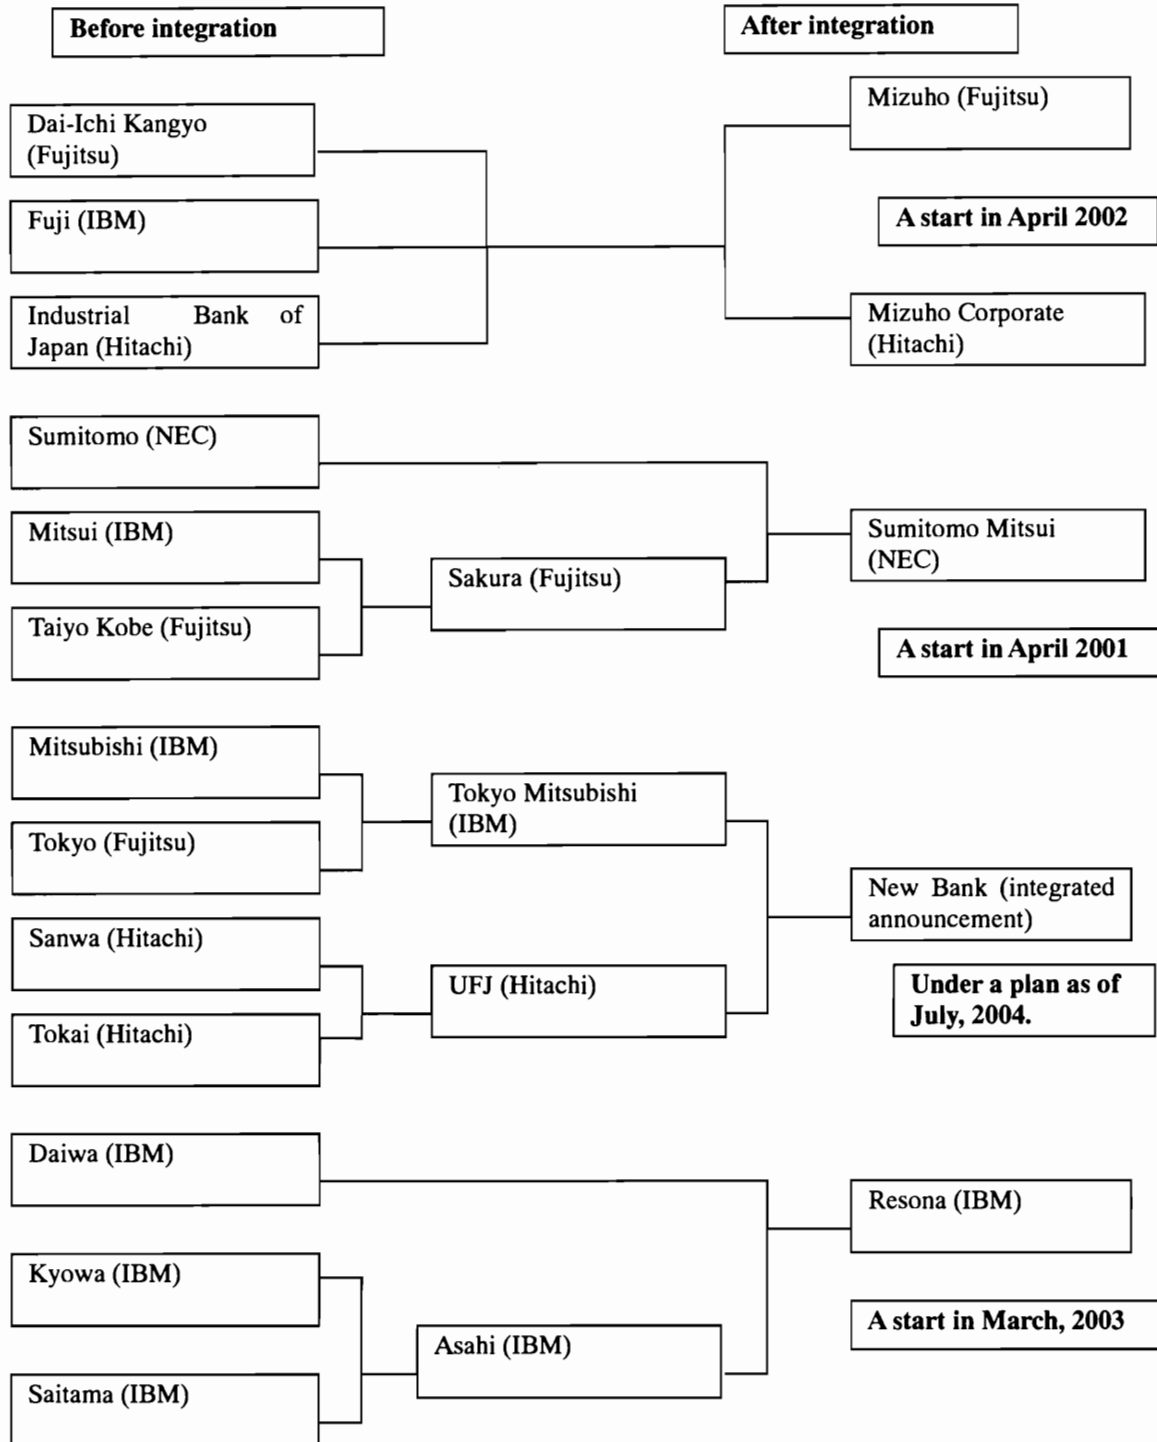 Before integration
After integration
Dai-Ichi Kangyo
(Fujitsu)
Fuji (IBM)
Industrial Bank of
Japan (Hitachi)
Mizuho (Fujitsu)
A start in April 2002
Mizuho Corporate
(Hitachi)
Sumitomo (NEC)
Mitsui (IBM)
Taiyo Kobe (Fujitsu)
Sakura (Fujitsu)
Sumitomo Mitsui
(NEC)
A start in April 2001
Mitsubishi (IBM)
Tokyo (Fujitsu)
Sanwa (Hitachi)
Tokai (Hitachi)
Tokyo Mitsubishi
(IBM)
UFJ (Hitachi)
New Bank (integrated
announcement)
Under a plan as of
July, 2004.
Daiwa (IBM)
Kyowa (IBM)
Saitama (IBM)
Asahi (IBM)
Resona (IBM)
A start in March, 2003